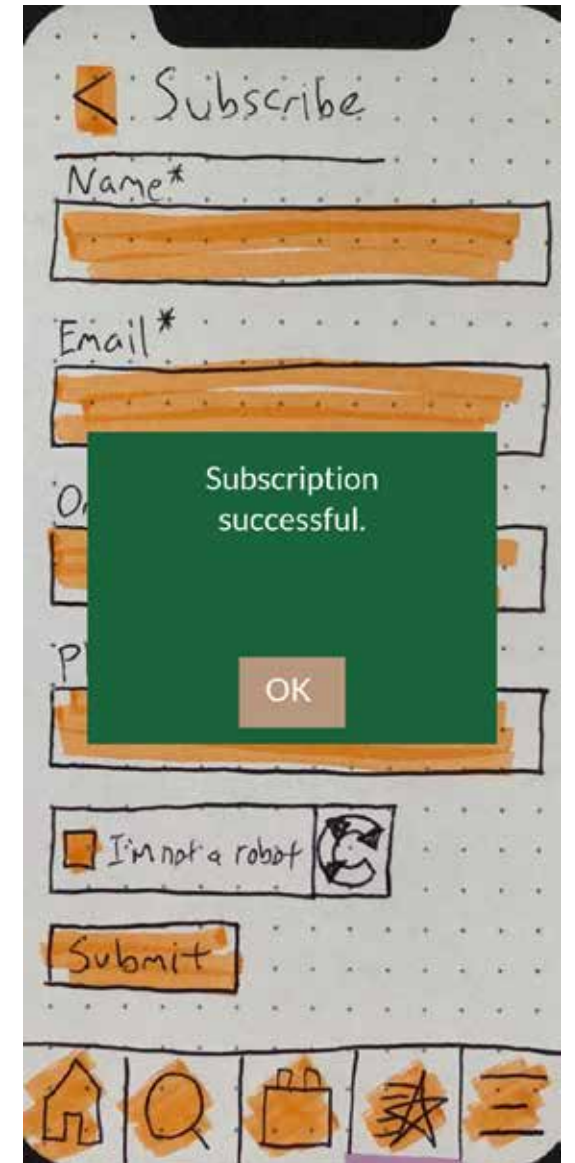 Subscribe
Name*
Email*
Subscription
successful.
OK
I'm not a robot
Submit